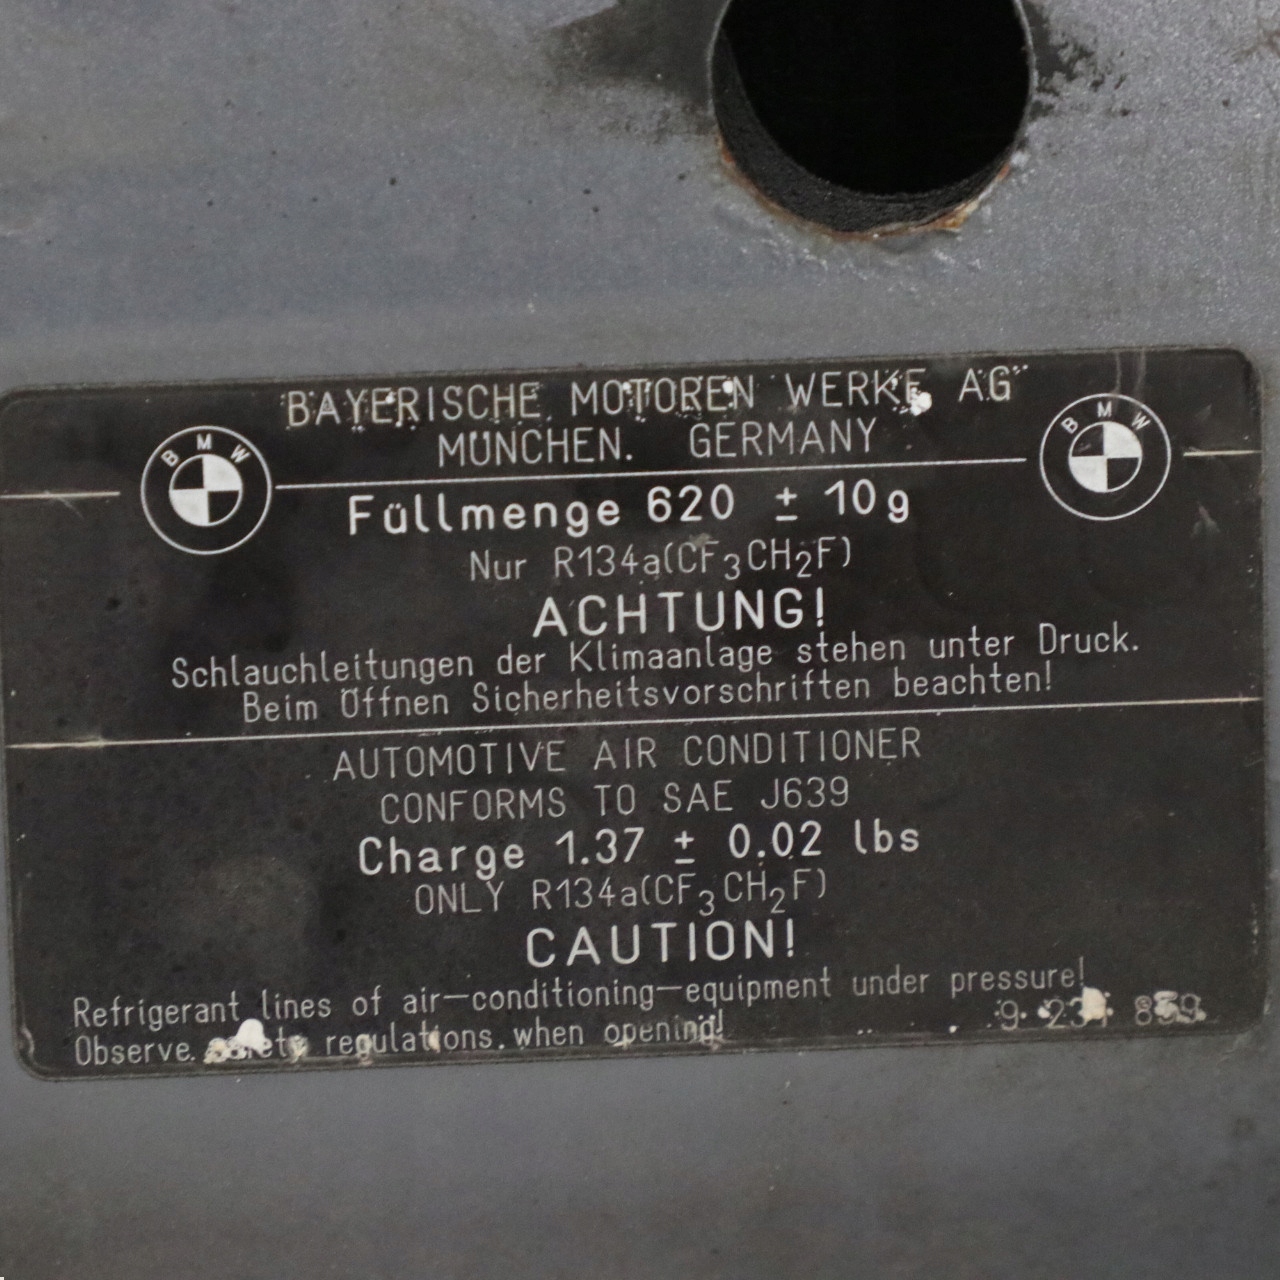 BAYERISCHE MOTOREN WERKE AG
MÜNCHEN. GERMANY
BMW
BMW
Füllmenge 620 ± 10g
Nur R134a(CF3CH2F)
ACHTUNG!
Schlauchleitungen der Klimaanlage stehen unter Druck.
Beim Öffnen Sicherheitsvorschriften beachten!
AUTOMOTIVE AIR CONDITIONER
CONFORMS TO SAE J639
Charge 1.37 ± 0.02 lbs
ONLY R134a(CF3CH2F)
CAUTION!
Refrigerant lines of air-conditioning-equipment under pressure!
Observe safety regulations when opening!
9